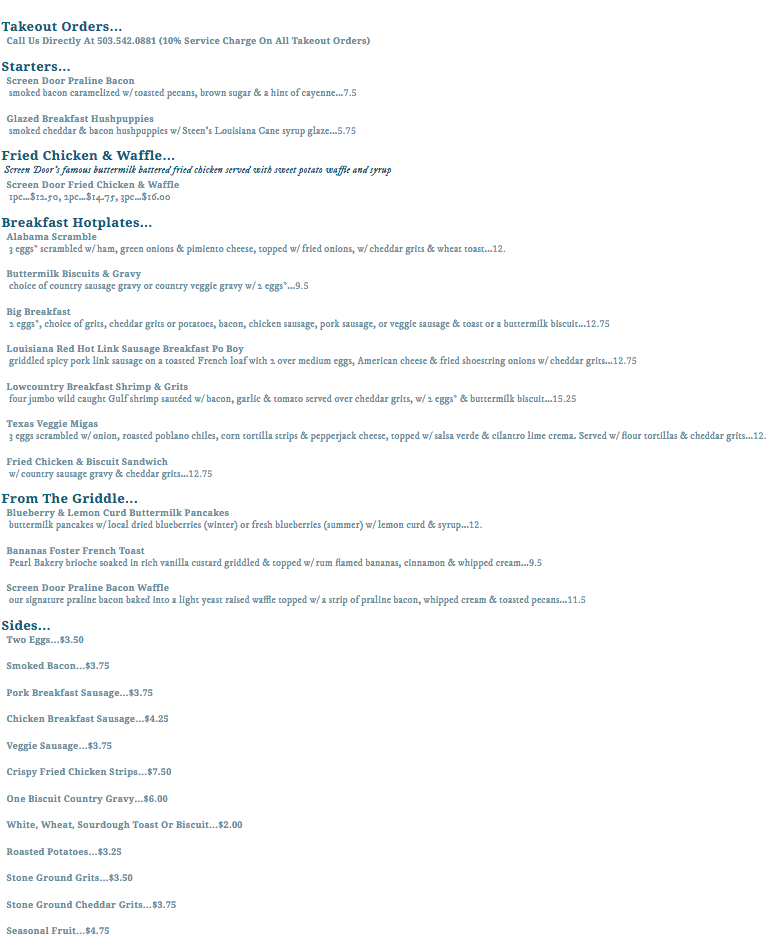 Takeout Orders...
Call Us Directly At 503.542.0881 (10% Service Charge On All Takeout Orders)
Starters...
Screen Door Praline Bacon
smoked bacon caramelized w/ toasted pecans, brown sugar & a hint of cayenne...7.5
Glazed Breakfast Hushpuppies
smoked cheddar & bacon hushpuppies w/ Steen's Louisiana Cane syrup glaze...5.75
Fried Chicken & Waffle...
Screen Door's famous buttermilk battered fried chicken served with sweet potato waffle and syrup
Screen Door Fried Chicken & Waffle
1pc...$12.50, 2pc...$14.75, 3pc...$16.00
Breakfast Hotplates...
Alabama Scramble
3 eggs* scrambled w/ ham, green onions & pimiento cheese, topped w/ fried onions, w/ cheddar grits & wheat toast...12.
Buttermilk Biscuits & Gravy
choice of country sausage gravy or country veggie gravy w/ 2 eggs*...9.5
Big Breakfast
2 eggs*, choice of grits, cheddar grits or potatoes, bacon, chicken sausage, pork sausage, or veggie sausage & toast or a buttermilk biscuit...12.75
Louisiana Red Hot Link Sausage Breakfast Po Boy
griddled spicy pork link sausage on a toasted French loaf with 2 over medium eggs, American cheese & fried shoestring onions w/ cheddar grits...12.75
Lowcountry Breakfast Shrimp & Grits
four jumbo wild caught Gulf shrimp sautéed w/ bacon, garlic & tomato served over cheddar grits, w/ 2 eggs* & buttermilk biscuit...15.25
Texas Veggie Migas
3 eggs scrambled w/ onion, roasted poblano chiles, corn tortilla strips & pepperjack cheese, topped w/ salsa verde & cilantro lime crema. Served w/ flour tortillas & cheddar grits...12.
Fried Chicken & Biscuit Sandwich
w/ country sausage gravy & cheddar grits...12.75
From The Griddle...
Blueberry & Lemon Curd Buttermilk Pancakes
buttermilk pancakes w/ local dried blueberries (winter) or fresh blueberries (summer) w/ lemon curd & syrup...12.
Bananas Foster French Toast
Pearl Bakery brioche soaked in rich vanilla custard griddled & topped w/ rum flamed bananas, cinnamon & whipped cream...9.5
Screen Door Praline Bacon Waffle
our signature praline bacon baked into a light yeast raised waffle topped w/ a strip of praline bacon, whipped cream & toasted pecans...11.5
Sides...
Two Eggs...$3.50
Smoked Bacon...$3.75
Pork Breakfast Sausage...$3.75
Chicken Breakfast Sausage...$4.25
Veggie Sausage...$3.75
Crispy Fried Chicken Strips...$7.50
One Biscuit Country Gravy...$6.00
White, Wheat, Sourdough Toast Or Biscuit...$2.00
Roasted Potatoes...$3.25
Stone Ground Grits...$3.50
Stone Ground Cheddar Grits...$3.75
Seasonal Fruit...$4.75